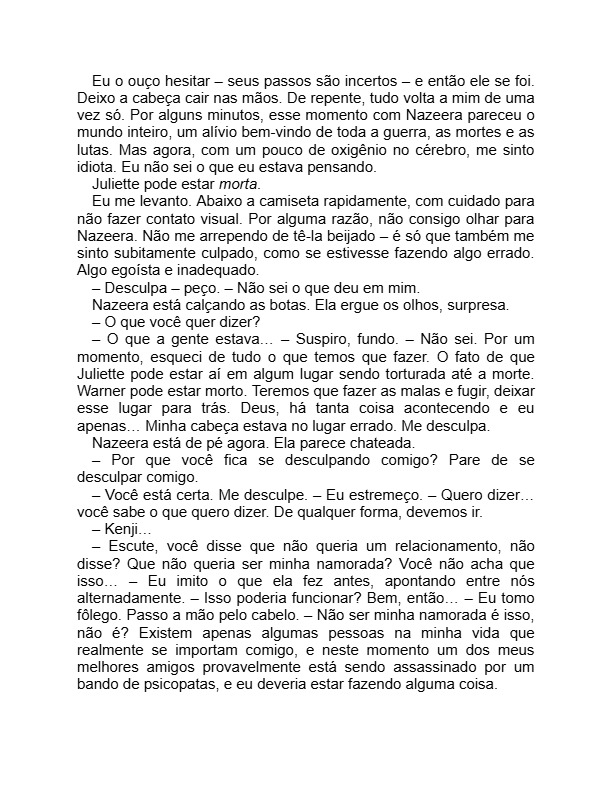 Eu o ouço hesitar – seus passos são incertos – e então ele se foi.
Deixo a cabeça cair nas mãos. De repente, tudo volta a mim de uma
vez só. Por alguns minutos, esse momento com Nazeera pareceu o
mundo inteiro, um alívio bem-vindo de toda a guerra, as mortes e as
lutas. Mas agora, com um pouco de oxigênio no cérebro, me sinto
idiota. Eu não sei o que eu estava pensando.
Juliette pode estar morta.
Eu me levanto. Abaixo a camiseta rapidamente, com cuidado para
não fazer contato visual. Por alguma razão, não consigo olhar para
Nazeera. Não me arrependo de tê-la beijado – é só que também me
sinto subitamente culpado, como se estivesse fazendo algo errado.
Algo egoísta e inadequado.
– Desculpa – peço. – Não sei o que deu em mim.
Nazeera está calçando as botas. Ela ergue os olhos, surpresa.
– O que você quer dizer?
– O que a gente estava… – Suspiro, fundo. – Não sei. Por um
momento, esqueci de tudo o que temos que fazer. O fato de que
Juliette pode estar aí em algum lugar sendo torturada até a morte.
Warner pode estar morto. Teremos que fazer as malas e fugir, deixar
esse lugar para trás. Deus, há tanta coisa acontecendo e eu
apenas… Minha cabeça estava no lugar errado. Me desculpa.
Nazeera está de pé agora. Ela parece chateada.
– Por que você fica se desculpando comigo? Pare de se
desculpar comigo.
– Você está certa. Me desculpe. – Eu estremeço. – Quero dizer…
você sabe o que quero dizer. De qualquer forma, devemos ir.
– Kenji…
– Escute, você disse que não queria um relacionamento, não
disse? Que não queria ser minha namorada? Você não acha que
isso… – Eu imito o que ela fez antes, apontando entre nós
alternadamente. – Isso poderia funcionar? Bem, então… – Eu tomo
fôlego. Passo a mão pelo cabelo. – Não ser minha namorada é isso,
não é? Existem apenas algumas pessoas na minha vida que
realmente se importam comigo, e neste momento um dos meus
melhores amigos provavelmente está sendo assassinado por um
bando de psicopatas, e eu deveria estar fazendo alguma coisa.